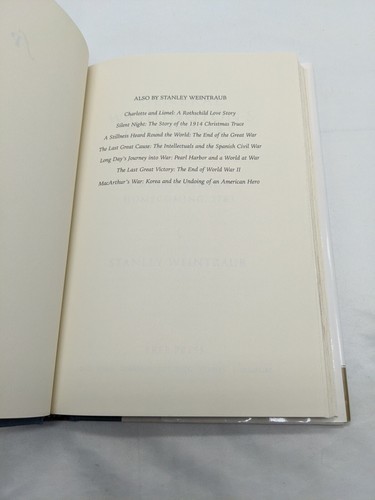 ALSO BY STANLEY WEINTRAUB
Charlotte and Lionel: A Rothschild Love Story
Silent Night: The Story of the 1914 Christmas Truce
A Stillness Heard Round the World: The End of the Great War
The Last Great Cause: The Intellectuals and the Spanish Civil War
Long Day's Journey into War: Pearl Harbor and a World at War
The Last Great Victory: The End of World War II
MacArthur's War: Korea and the Undoing of an American Hero
STANLEY WEINTRAUB